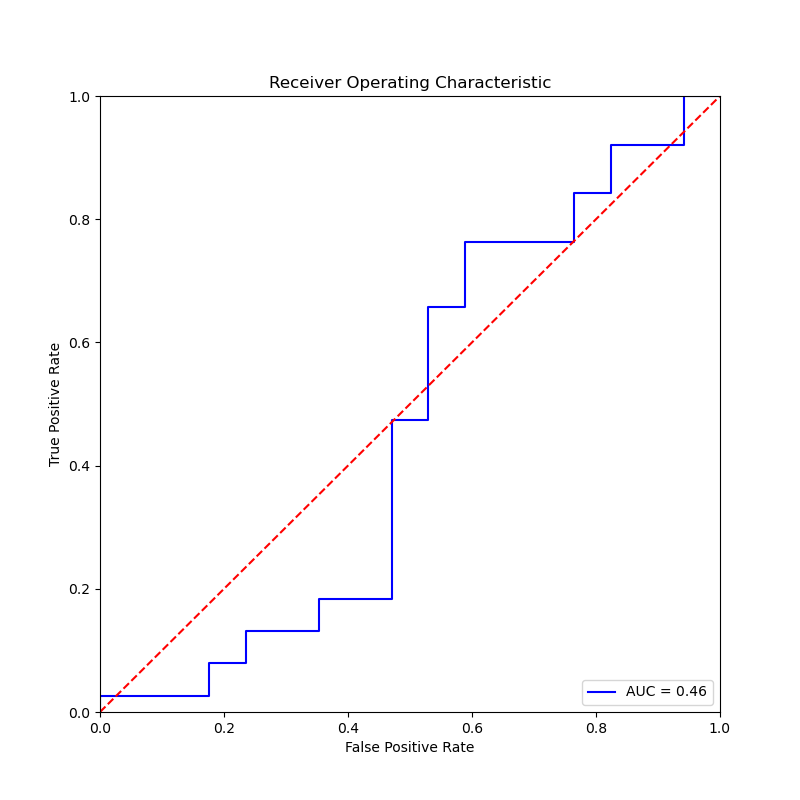 Receiver Operating Characteristic
True Positive Rate
1.0
0.8
0.6
0.4
0.2
0.0
0.0 0.2 0.4 0.6 0.8 1.0
False Positive Rate
AUC = 0.46